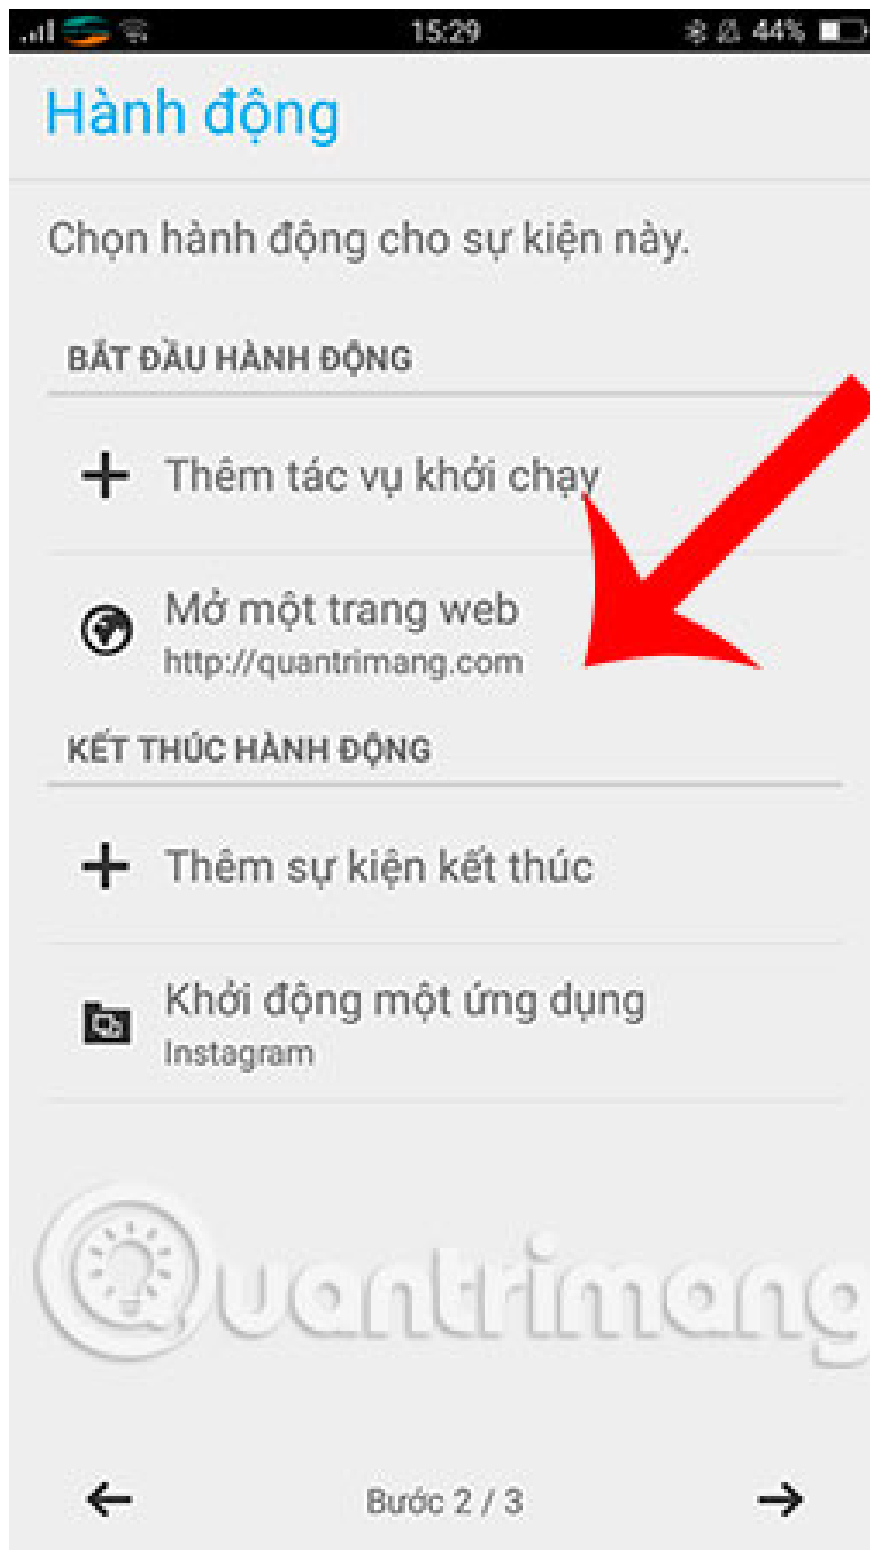 15:29
44%
Hành động
Chọn hành động cho sự kiện này.
BẮT ĐẦU HÀNH ĐỘNG
Thêm tác vụ khởi chạy
Mở một trang web
http://quantrimang.com
KẾT THÚC HÀNH ĐỘNG
Thêm sự kiện kết thúc
Khởi động một ứng dụng
Instagram
Quantrimang
Bước 2 / 3